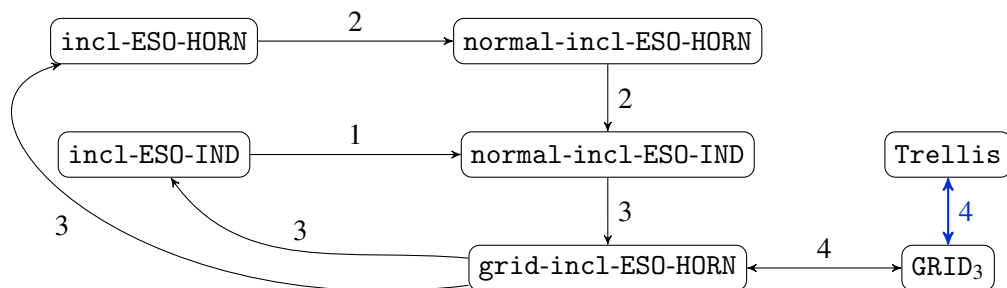 incl-ESO-HORN
2
normal-incl-ESO-HORN
2
incl-ESO-IND
1
normal-incl-ESO-IND
Trellis
3
3
3
4
grid-incl-ESO-HORN
4
GRID₃